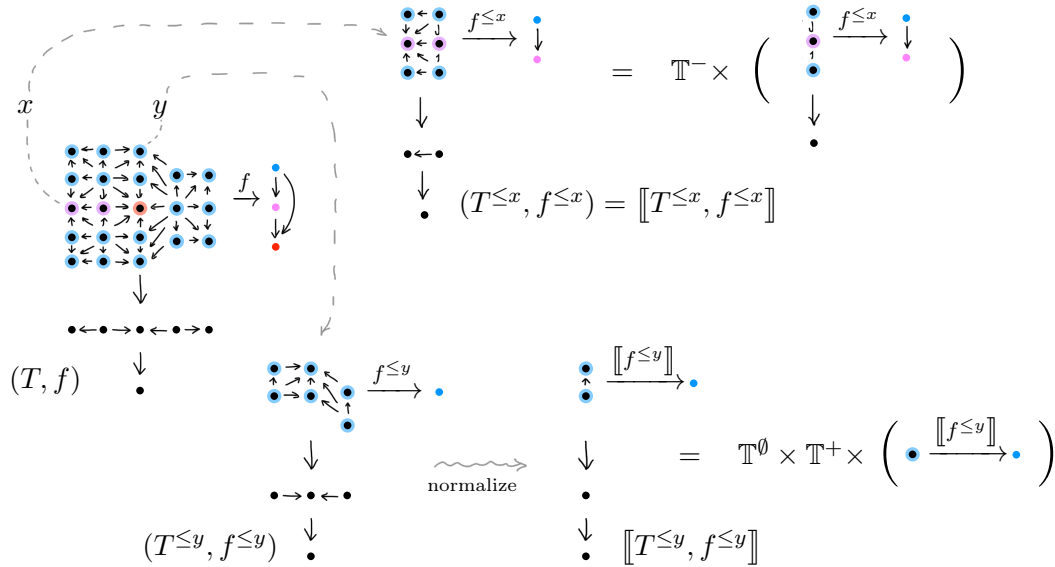 f^{≤x}
= 𝕋⁻ × ( f^{≤x} )
x
y
f
(T^{≤x}, f^{≤x}) = ⟦T^{≤x}, f^{≤x}⟧
(T, f)
f^{≤y}
⟦f^{≤y}⟧
normalize
= 𝕋^∅ × 𝕋⁺ × ( ⟦f^{≤y}⟧ )
(T^{≤y}, f^{≤y})
⟦T^{≤y}, f^{≤y}⟧